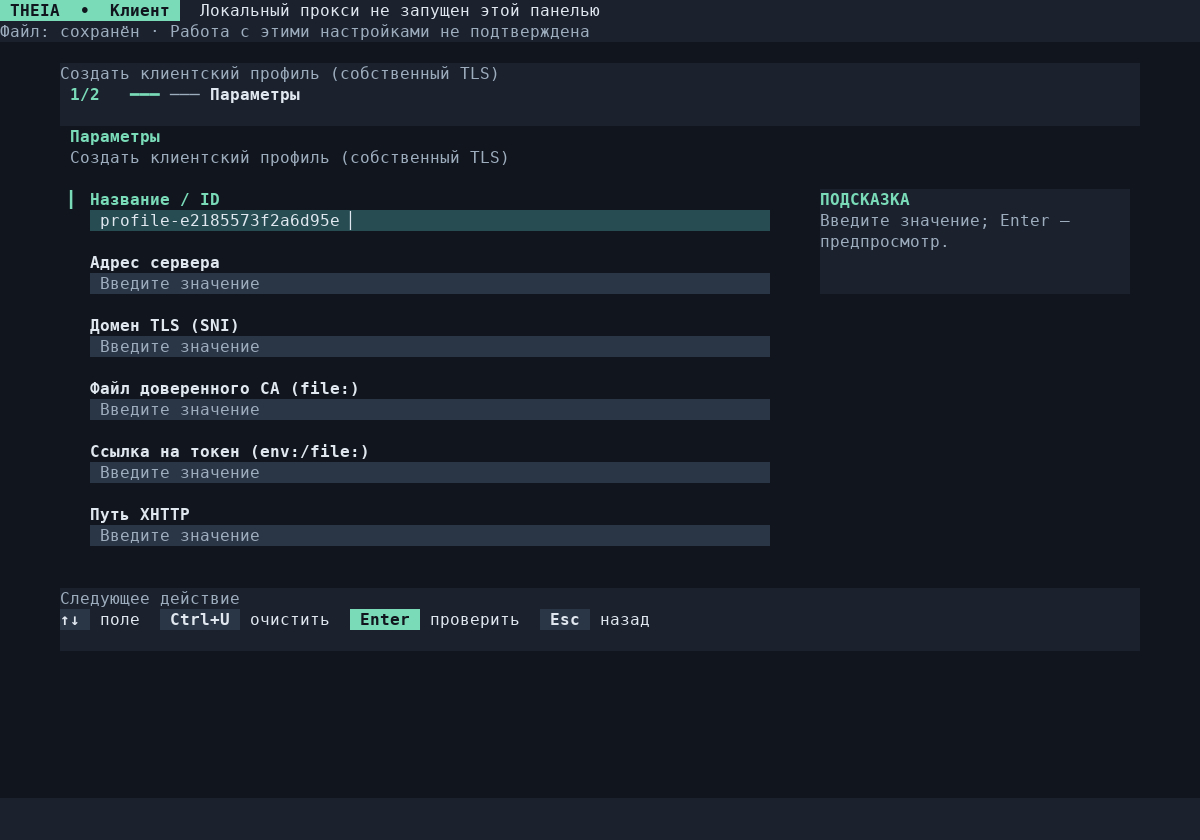 THEIA • Клиент Локальный прокси не запущен этой панелью
Файл: сохранён · Работа с этими настройками не подтверждена
Создать клиентский профиль (собственный TLS)
1/2 ━━━ ─── Параметры
Параметры
Создать клиентский профиль (собственный TLS)
Название / ID
profile-e2185573f2a6d95e
Адрес сервера
Введите значение
Домен TLS (SNI)
Введите значение
Файл доверенного CA (file:)
Введите значение
Ссылка на токен (env:/file:)
Введите значение
Путь XHTTP
Введите значение
ПОДСКАЗКА
Введите значение; Enter —
предпросмотр.
Следующее действие
↑↓ поле Ctrl+U очистить Enter проверить Esc назад